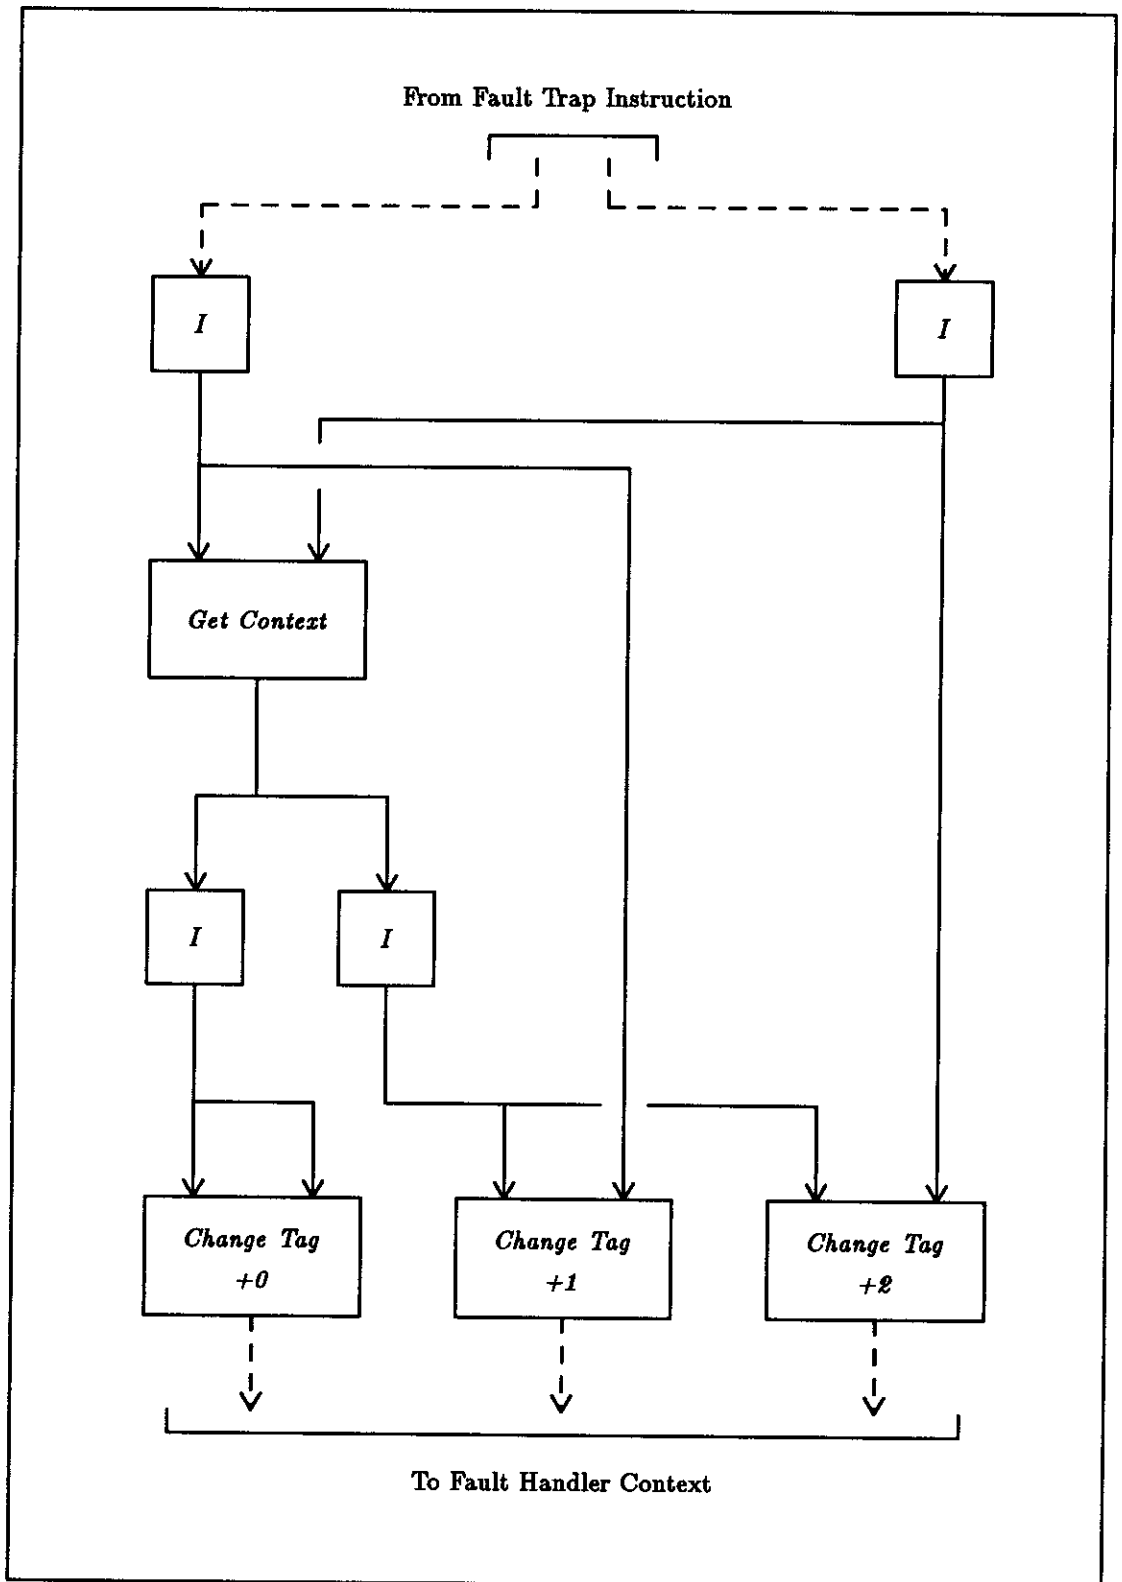 From Fault Trap Instruction
I
I
Get Context
I
I
Change Tag
+0
Change Tag
+1
Change Tag
+2
To Fault Handler Context